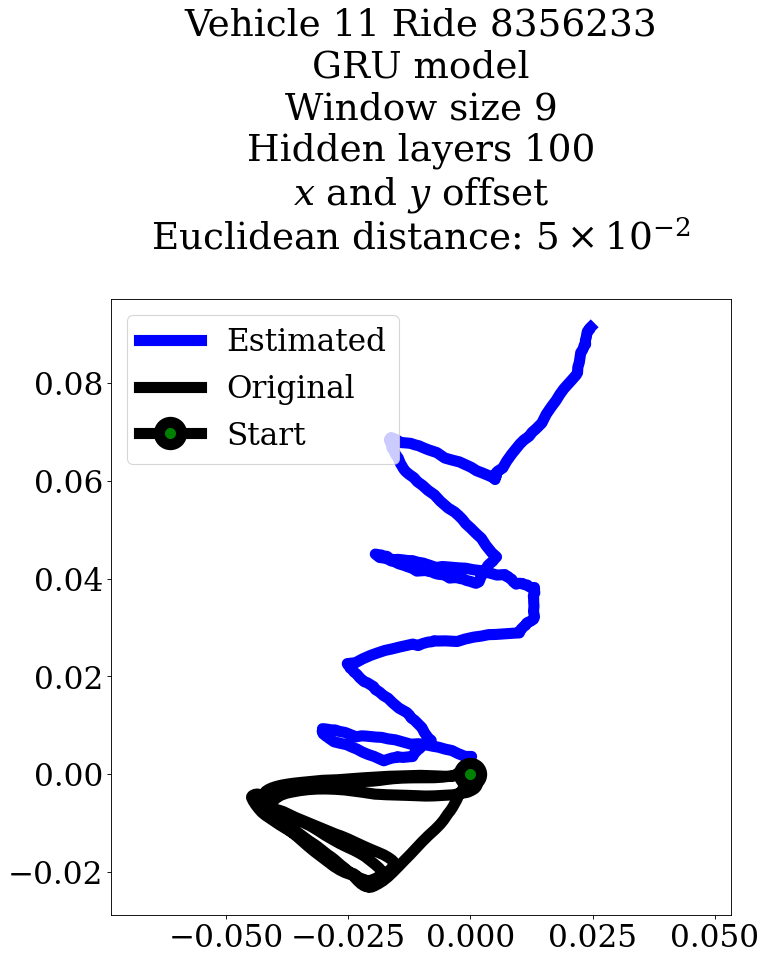 Vehicle 11 Ride 8356233
GRU model
Window size 9
Hidden layers 100
x and y offset
Euclidean distance: 5 × 10⁻²
Estimated
Original
Start
0.08
0.06
0.04
0.02
0.00
−0.02
−0.050 −0.025 0.000 0.025 0.050